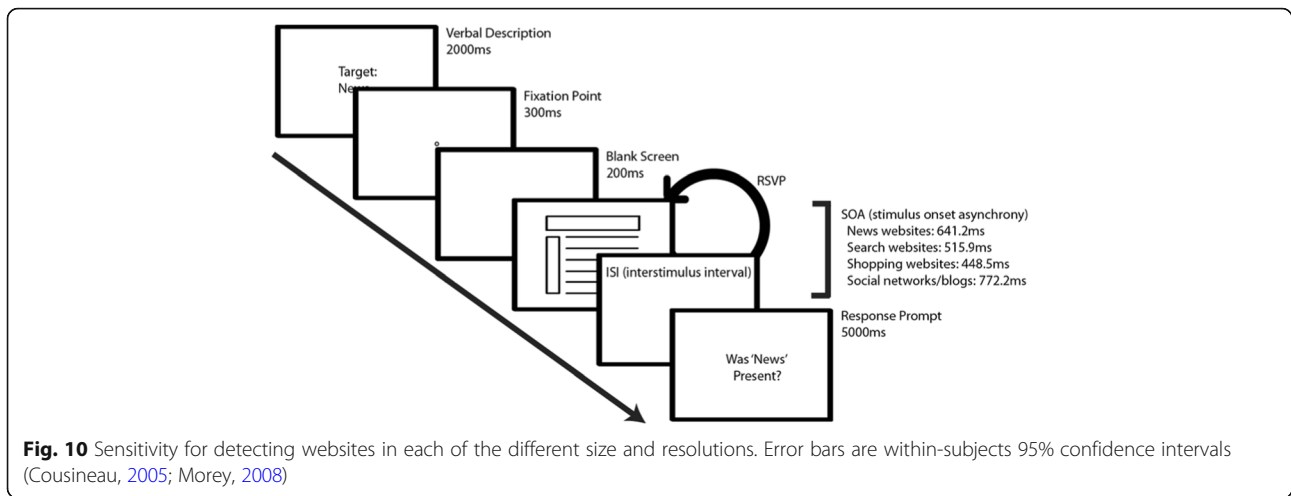 Verbal Description
2000ms
Target:
News
Fixation Point
300ms
Blank Screen
200ms
RSVP
SOA (stimulus onset asynchrony)
News websites: 641.2ms
Search websites: 515.9ms
Shopping websites: 448.5ms
Social networks/blogs: 772.2ms
ISI (interstimulus interval)
Response Prompt
5000ms
Was ‘News’
Present?
Fig. 10 Sensitivity for detecting websites in each of the different size and resolutions. Error bars are within-subjects 95% confidence intervals
(Cousineau, 2005; Morey, 2008)